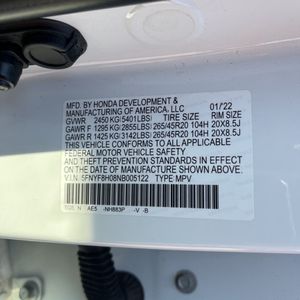 MFD. BY HONDA DEVELOPMENT & 01/'22
MANUFACTURING OF AMERICA, LLC
GVWR 2450 KG(5401LBS) TIRE SIZE RIM SIZE
GAWR F 1295 KG(2855LBS) 265/45R20 104H 20X8.5J
GAWR R 1425 KG(3142LBS) 265/45R20 104H 20X8.5J
THIS VEHICLE CONFORMS TO ALL APPLICABLE
FEDERAL MOTOR VEHICLE SAFETY AND THEFT
PREVENTION STANDARDS IN EFFECT ON THE
DATE OF MANUFACTURE SHOWN ABOVE.
V.I.N. 5FNYF8H08NB005122 TYPE MPV
N AE5 -NH883P -V -B